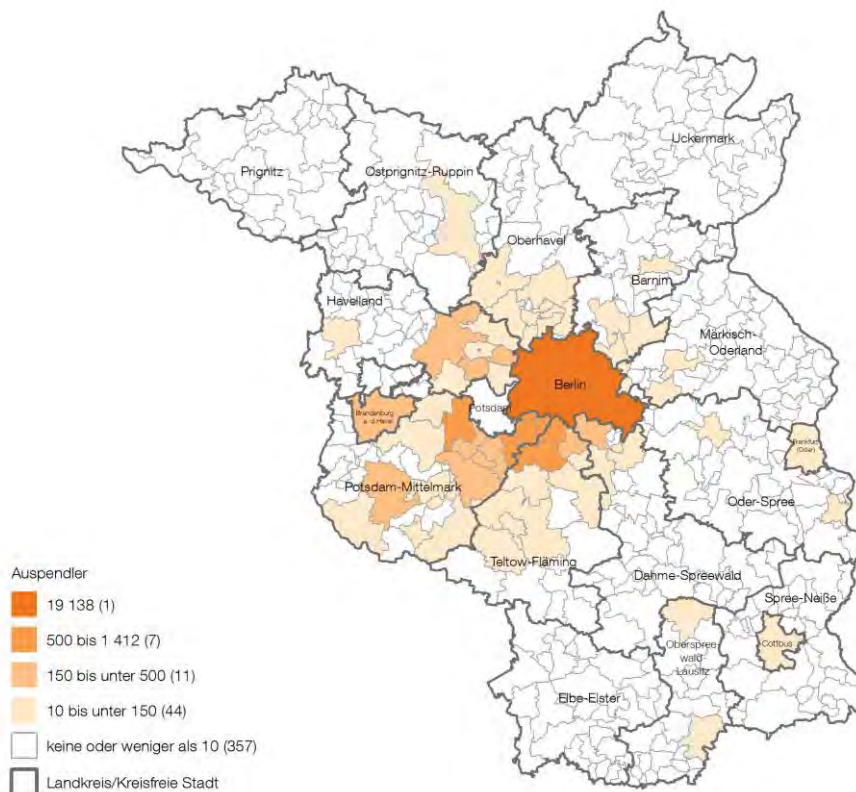 Uckermark
Prignitz
Ostprignitz-Ruppin
Oberhavel
Barnim
Havelland
Märkisch-
Oderland
Berlin
Potsdam
Brandenburg
a. d. Havel
Frankfurt
(Oder)
Potsdam-Mittelmark
Oder-Spree
Teltow-Fläming
Dahme-Spreewald
Spree-Neiße
Cottbus
Oberspree
wald-
Lausitz
Elbe-Elster
Auspendler
19 138 (1)
500 bis 1 412 (7)
150 bis unter 500 (11)
10 bis unter 150 (44)
keine oder weniger als 10 (357)
Landkreis/Kreisfreie Stadt